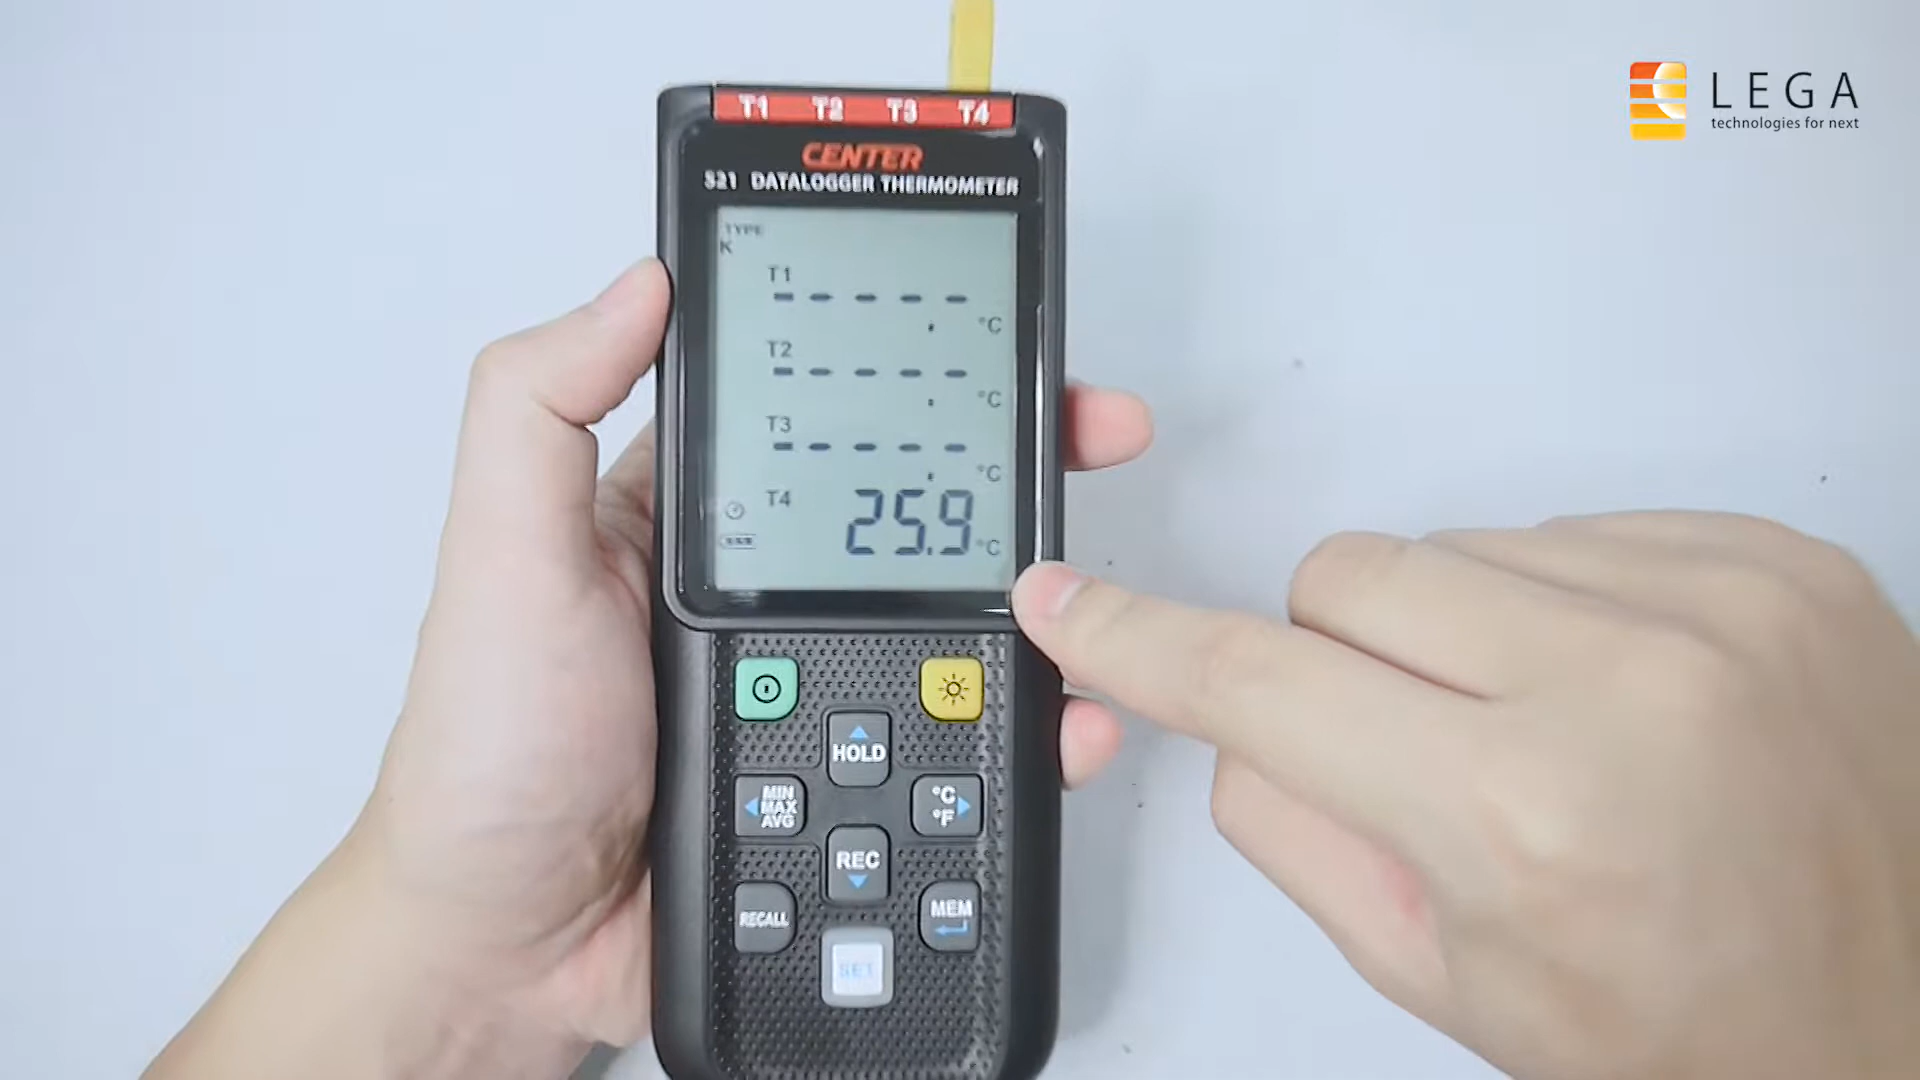 LEGA
technologies for next
T1 T2 T3 T4
CENTER
521 DATALOGGER THERMOMETER
TYPE
K
T1
- - - - -
. °C
T2
- - - - -
. °C
T3
- - - - -
. °C
T4
25.9 °C
HOLD
MIN
MAX
AVG
°C
°F
REC
RECALL
MEM
SET